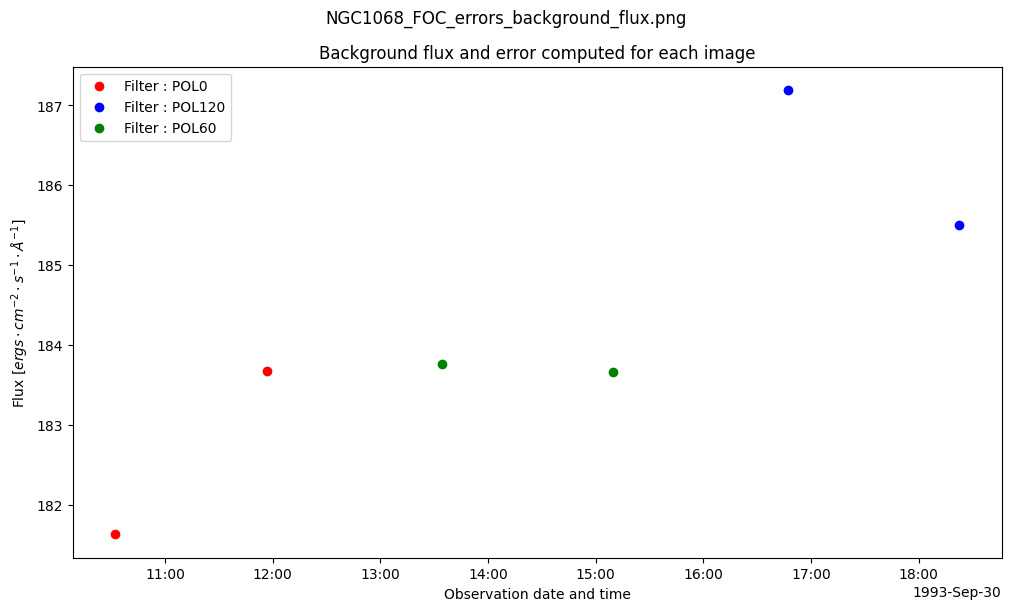 NGC1068_FOC_errors_background_flux.png
Background flux and error computed for each image
Filter : POL0
Filter : POL120
Filter : POL60
Flux [ergs · cm⁻² · s⁻¹ · Å⁻¹]
187
186
185
184
183
182
11:00 12:00 13:00 14:00 15:00 16:00 17:00 18:00
1993-Sep-30
Observation date and time